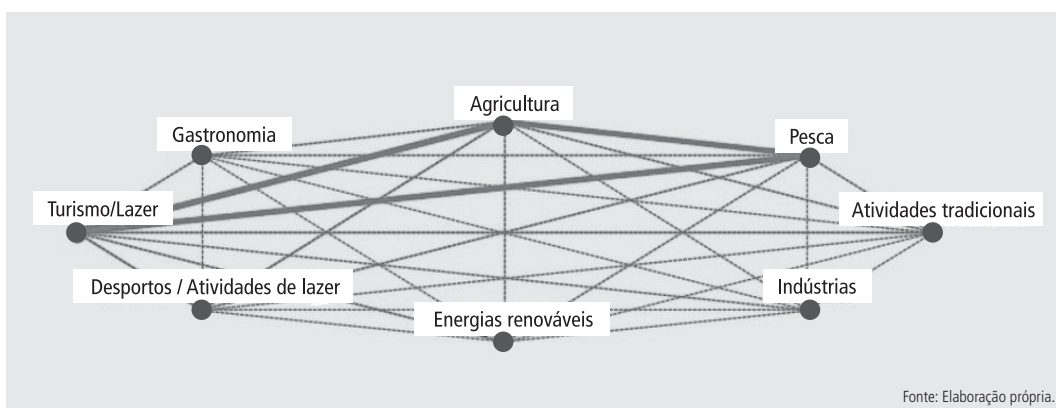 Agricultura
Gastronomia
Pesca
Turismo/Lazer
Atividades tradicionais
Desportos / Atividades de lazer
Indústrias
Energias renováveis
Fonte: Elaboração própria.